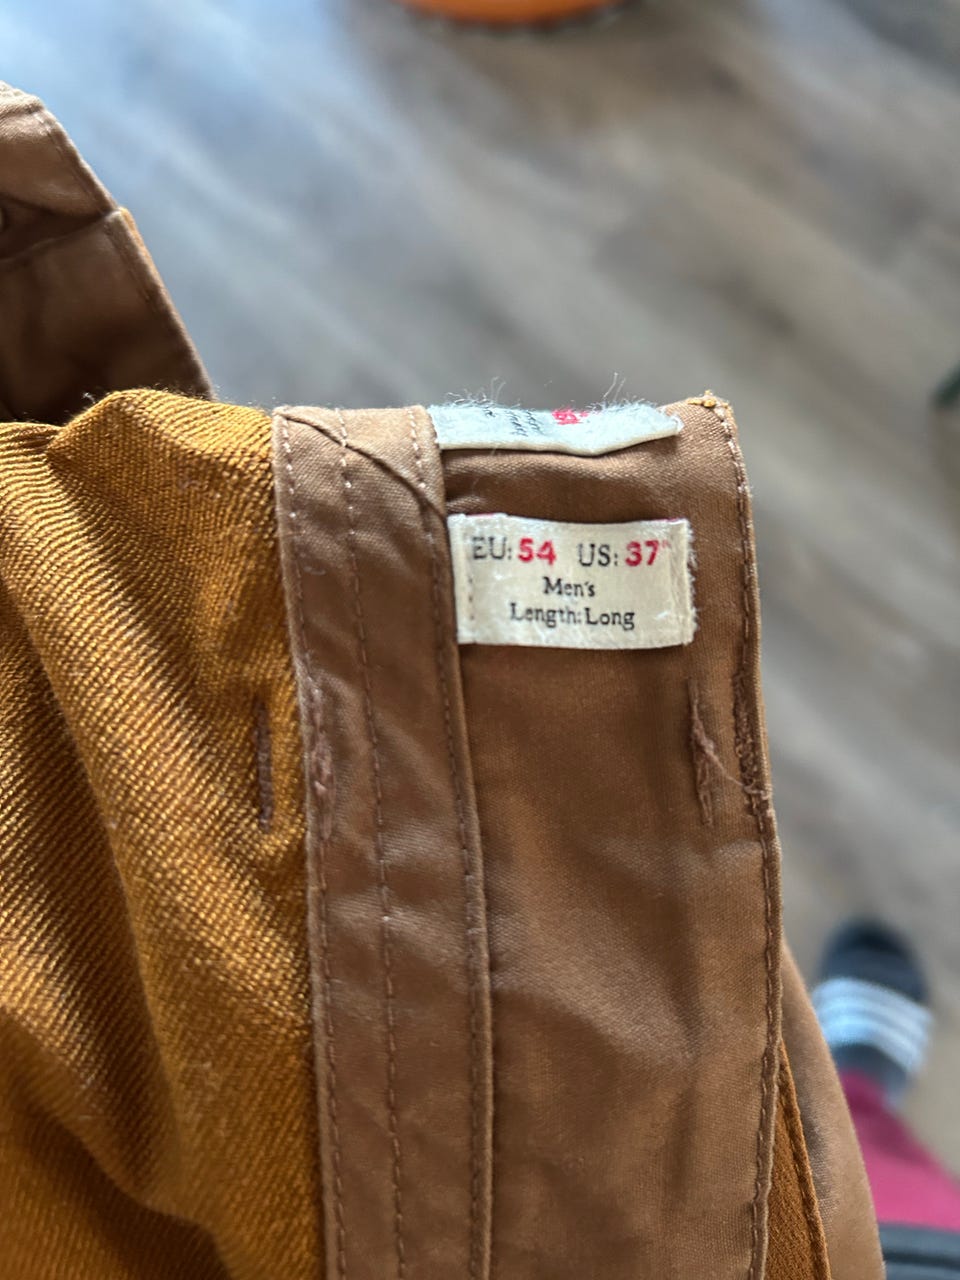 EU: 54 US: 37"
Men's
Length: Long